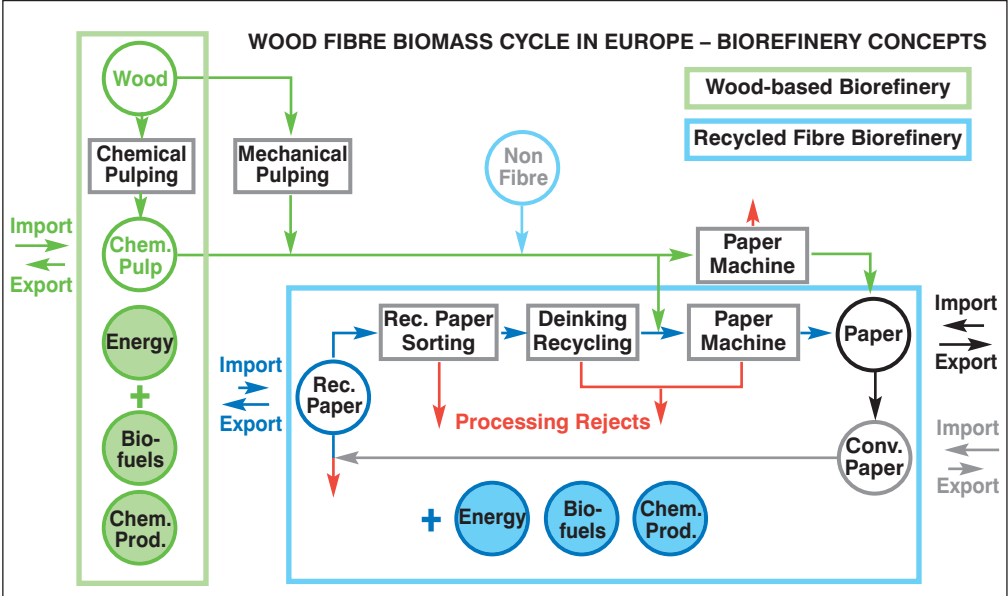 WOOD FIBRE BIOMASS CYCLE IN EUROPE – BIOREFINERY CONCEPTS
Wood
Wood-based Biorefinery
Recycled Fibre Biorefinery
Chemical
Pulping
Mechanical
Pulping
Non
Fibre
Import
Export
Chem.
Pulp
Paper
Machine
Energy
+
Bio-
fuels
Chem.
Prod.
Import
Export
Rec.
Paper
Rec. Paper
Sorting
Deinking
Recycling
Paper
Machine
Paper
Import
Export
Processing Rejects
Conv.
Paper
Import
Export
+
Energy
Bio-
fuels
Chem.
Prod.